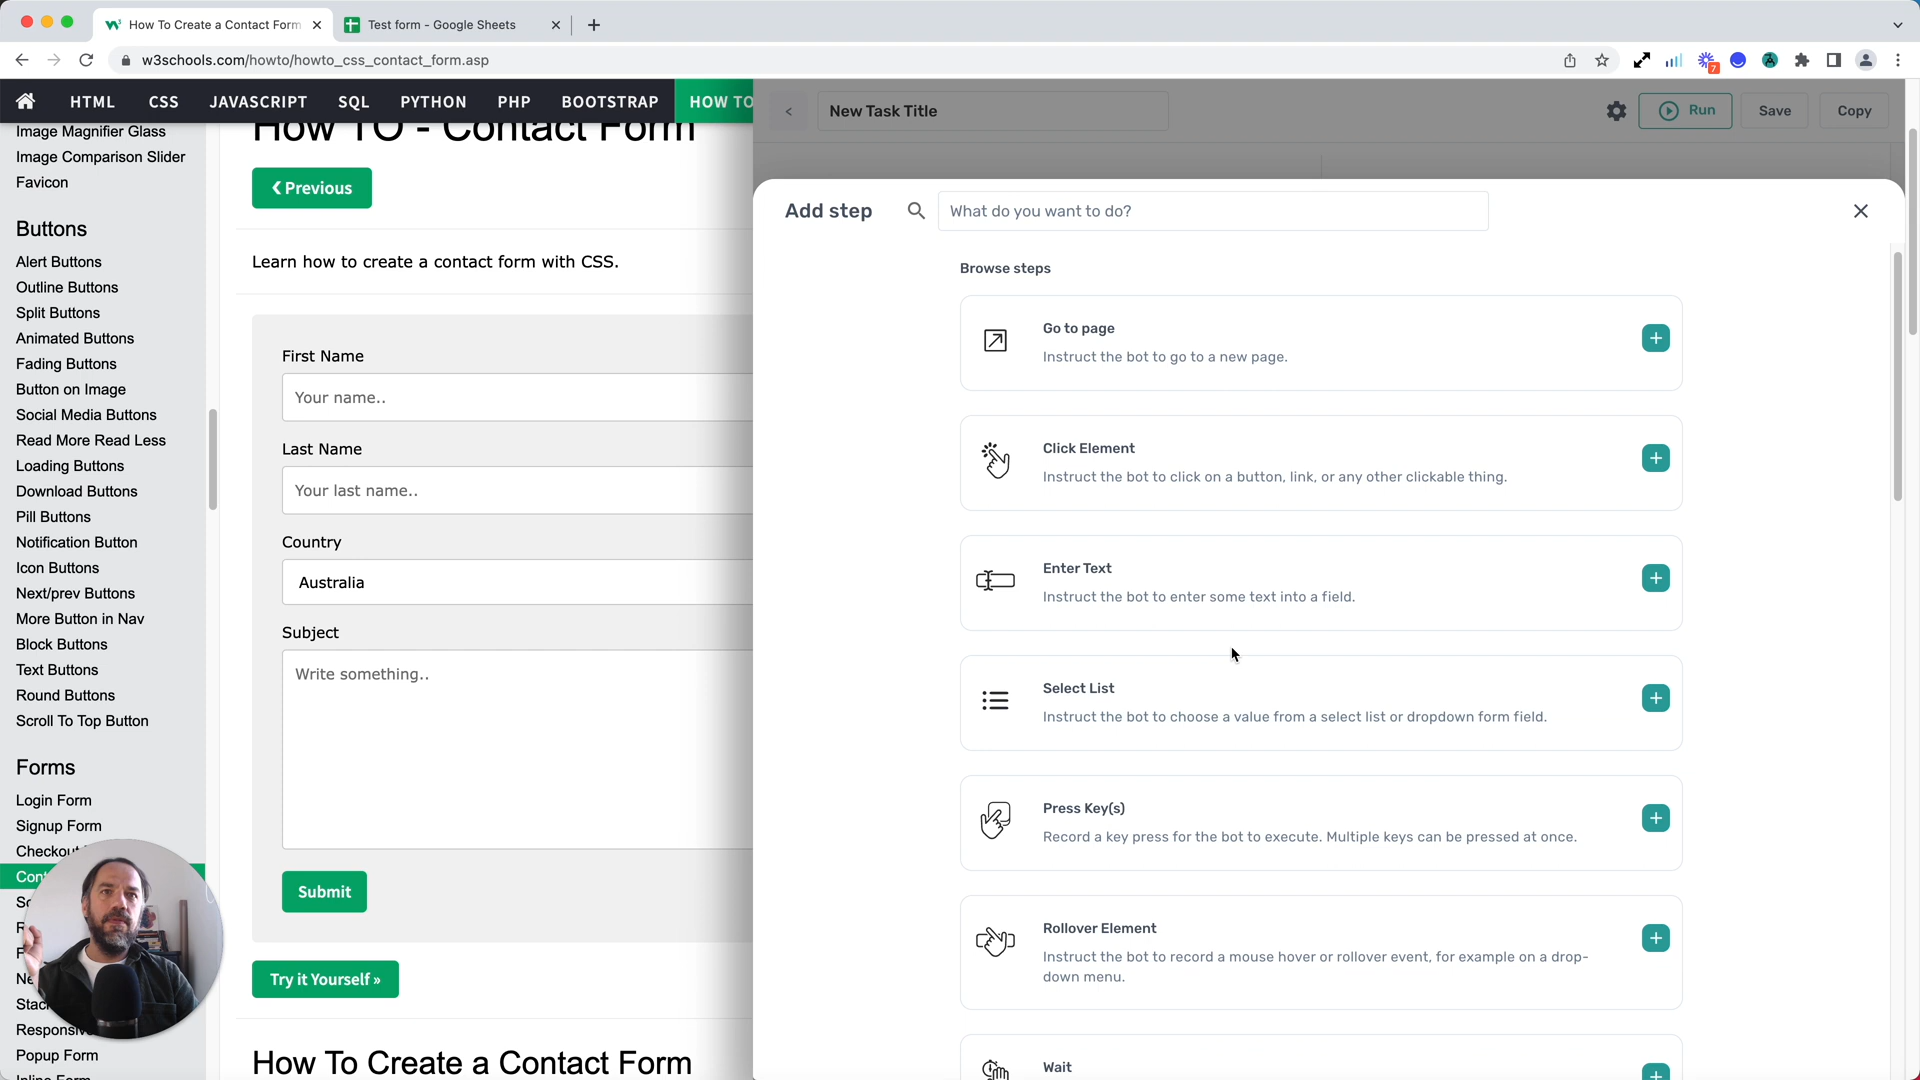 How To Create a Contact Form
Test form - Google Sheets
w3schools.com/howto/howto_css_contact_form.asp
7
HTML
CSS
JAVASCRIPT
SQL
PYTHON
PHP
BOOTSTRAP
HOW TO
Image Magnifier Glass
Image Comparison Slider
Favicon
Buttons
Alert Buttons
Outline Buttons
Split Buttons
Animated Buttons
Fading Buttons
Button on Image
Social Media Buttons
Read More Read Less
Loading Buttons
Download Buttons
Pill Buttons
Notification Button
Icon Buttons
Next/prev Buttons
More Button in Nav
Block Buttons
Text Buttons
Round Buttons
Scroll To Top Button
Forms
Login Form
Signup Form
Checkout
Popup Form
How TO - Contact Form
❮ Previous
Learn how to create a contact form with CSS.
First Name
Your name..
Last Name
Your last name..
Country
Australia
Subject
Write something..
Submit
Try it Yourself »
How To Create a Contact Form
<
New Task Title
Run
Save
Copy
Add step
What do you want to do?
Browse steps
Go to page
Instruct the bot to go to a new page.
Click Element
Instruct the bot to click on a button, link, or any other clickable thing.
Enter Text
Instruct the bot to enter some text into a field.
Select List
Instruct the bot to choose a value from a select list or dropdown form field.
Press Key(s)
Record a key press for the bot to execute. Multiple keys can be pressed at once.
Rollover Element
Instruct the bot to record a mouse hover or rollover event, for example on a drop-
down menu.
Wait